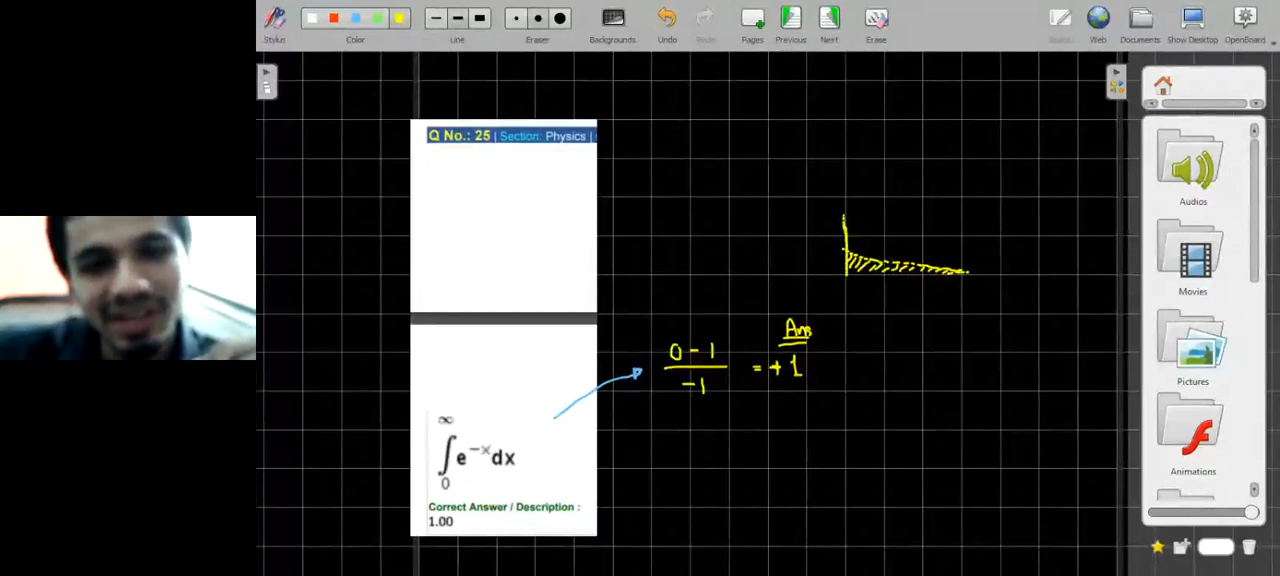 Stylus
Color
Line
Eraser
Backgrounds
Undo
Redo
Pages
Previous
Next
Erase
Web
Documents
Show Desktop
OpenBoard
Q No.: 25 | Section: Physics |
Audios
Movies
Pictures
Animations
Ans
0 - 1
-1
= + 1
∞
∫ e^-x dx
0
Correct Answer / Description :
1.00